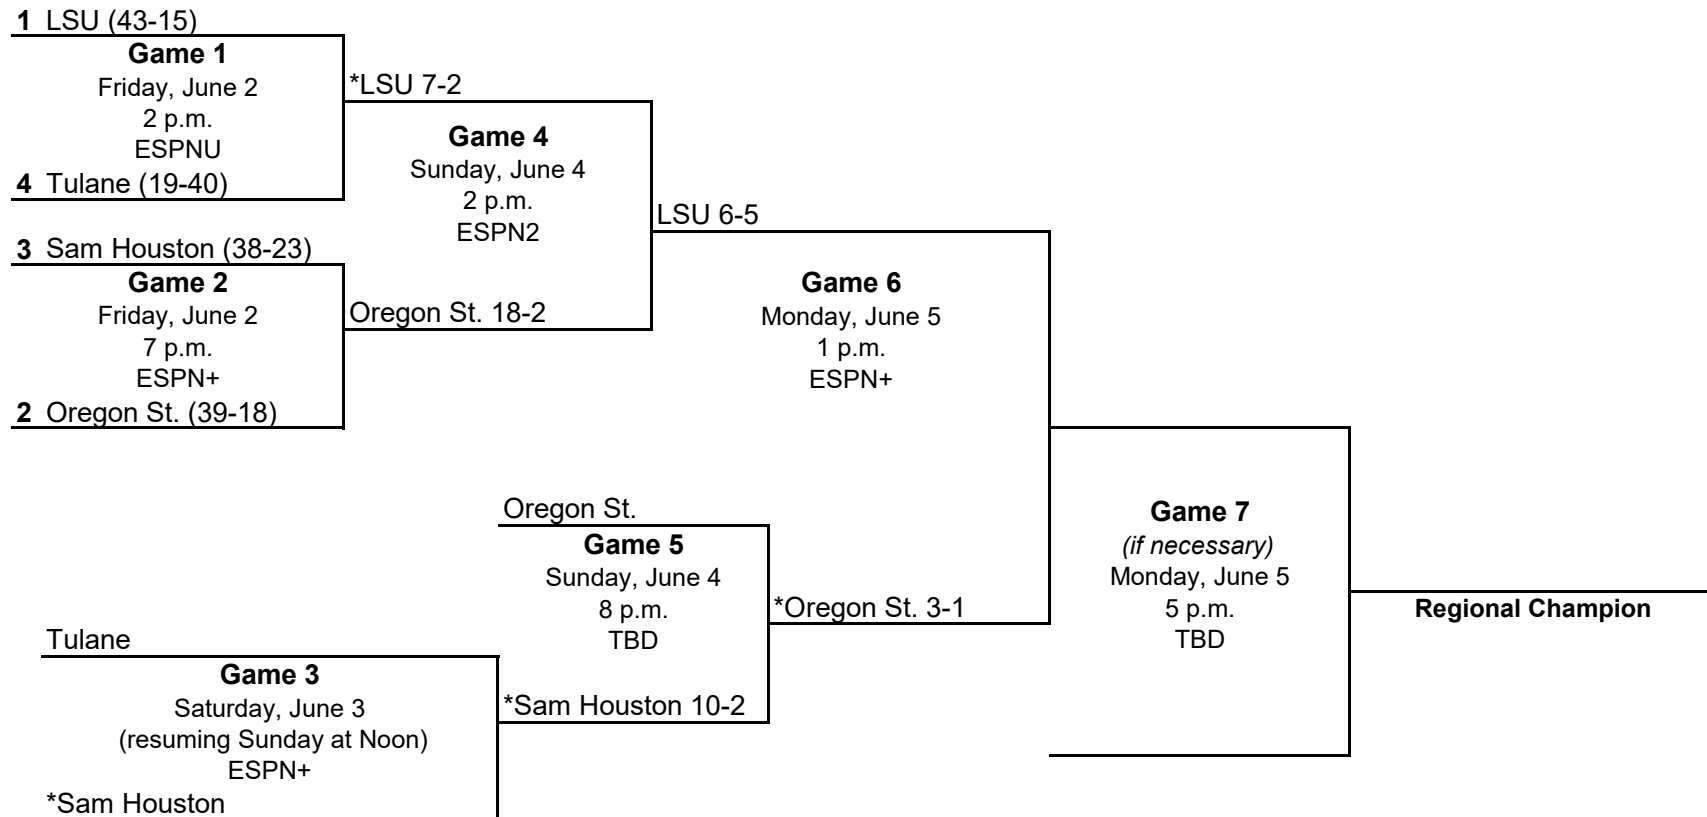 1 LSU (43-15)
Game 1
Friday, June 2
2 p.m.
ESPNU
4 Tulane (19-40)
*LSU 7-2
Game 4
Sunday, June 4
2 p.m.
ESPN2
3 Sam Houston (38-23)
Game 2
Friday, June 2
7 p.m.
ESPN+
2 Oregon St. (39-18)
Oregon St. 18-2
LSU 6-5
Game 6
Monday, June 5
1 p.m.
ESPN+
Oregon St.
Game 5
Sunday, June 4
8 p.m.
TBD
*Oregon St. 3-1
Tulane
Game 3
Saturday, June 3
(resuming Sunday at Noon)
ESPN+
*Sam Houston
*Sam Houston 10-2
Game 7
(if necessary)
Monday, June 5
5 p.m.
TBD
Regional Champion